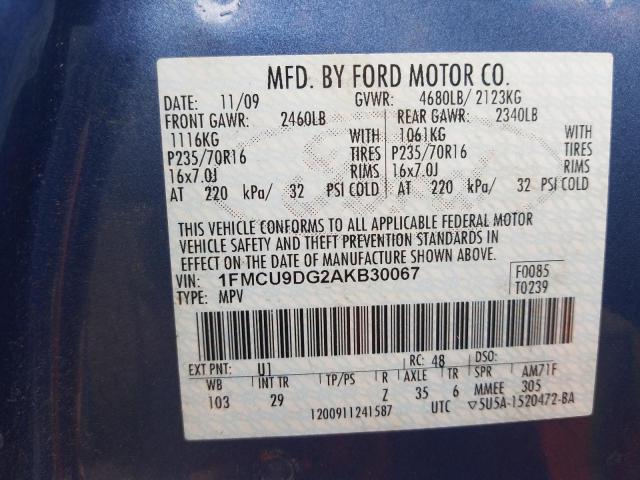 MFD. BY FORD MOTOR CO.
DATE: 11/09 GVWR: 4680LB/ 2123KG
FRONT GAWR: 2460LB REAR GAWR: 2340LB
1116KG WITH 1061KG WITH
P235/70R16 TIRES P235/70R16 TIRES
16x7.0J RIMS 16x7.0J RIMS
AT 220 kPa/ 32 PSI COLD AT 220 kPa/ 32 PSI COLD
THIS VEHICLE CONFORMS TO ALL APPLICABLE FEDERAL MOTOR
VEHICLE SAFETY AND THEFT PREVENTION STANDARDS IN
EFFECT ON THE DATE OF MANUFACTURE SHOWN ABOVE.
VIN: 1FMCU9DG2AKB30067 F0085
TYPE: MPV T0239
EXT PNT: U1 RC: 48 DSO:
WB INT TR TP/PS R AXLE TR SPR AM71F
103 29 Z 35 6 MMEE 305
1200911241587 UTC ▽5U5A-1520472-BA